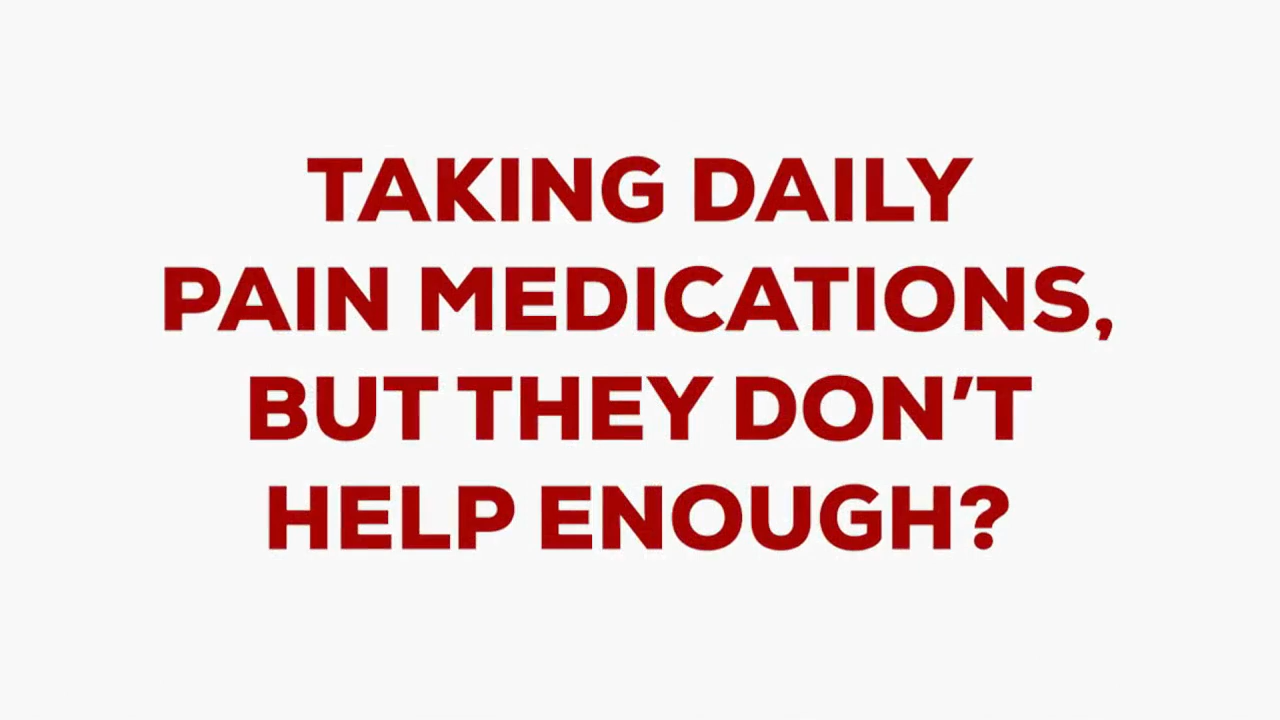 TAKING DAILY
PAIN MEDICATIONS,
BUT THEY DON'T
HELP ENOUGH?